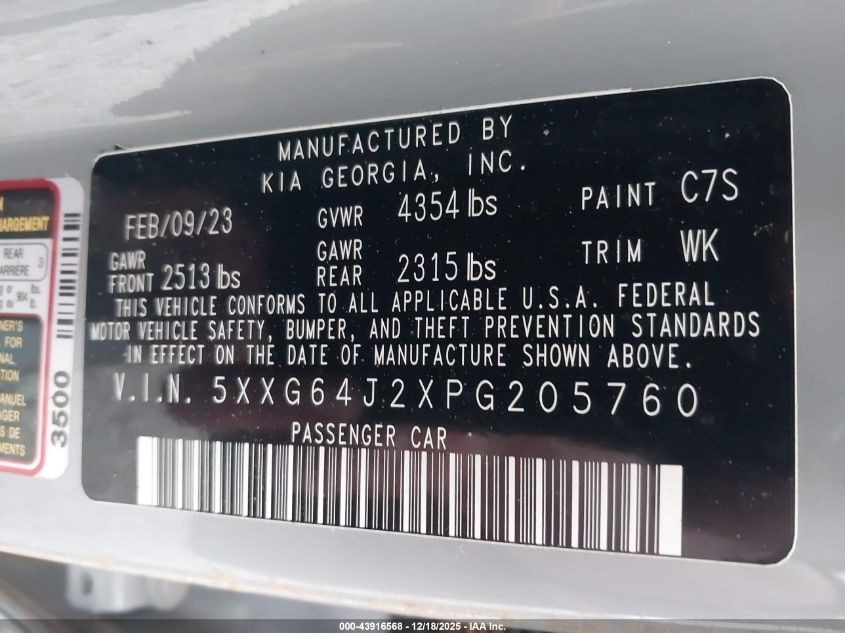 MANUFACTURED BY
KIA GEORGIA, INC.
FEB/09/23 GVWR 4354 lbs PAINT C7S
GAWR FRONT 2513 lbs GAWR REAR 2315 lbs TRIM WK
THIS VEHICLE CONFORMS TO ALL APPLICABLE U.S.A. FEDERAL
MOTOR VEHICLE SAFETY, BUMPER, AND THEFT PREVENTION STANDARDS
IN EFFECT ON THE DATE OF MANUFACTURE SHOWN ABOVE.
V.I.N. 5XXG64J2XPG205760
PASSENGER CAR
REAR
3
3500
000-43916568 - 12/18/2025 - IAA Inc.